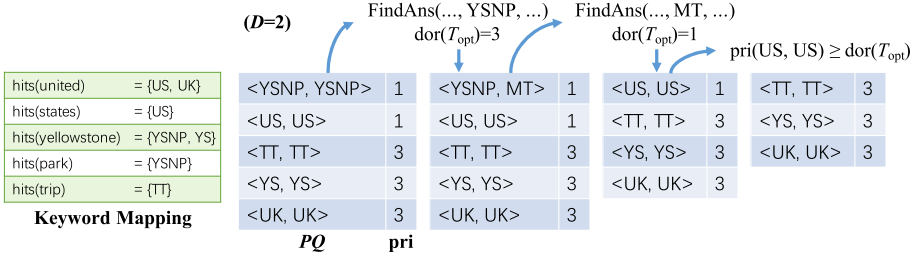 (D=2)
FindAns(..., YSNP, ...)
dor(Topt)=3
FindAns(..., MT, ...)
dor(Topt)=1
pri(US, US) ≥ dor(Topt)
hits(united) = {US, UK}
hits(states) = {US}
hits(yellowstone) = {YSNP, YS}
hits(park) = {YSNP}
hits(trip) = {TT}
Keyword Mapping
<YSNP, YSNP> 1
<US, US> 1
<TT, TT> 3
<YS, YS> 3
<UK, UK> 3
PQ pri
<YSNP, MT> 1
<US, US> 1
<TT, TT> 3
<YS, YS> 3
<UK, UK> 3
<US, US> 1
<TT, TT> 3
<YS, YS> 3
<UK, UK> 3
<TT, TT> 3
<YS, YS> 3
<UK, UK> 3